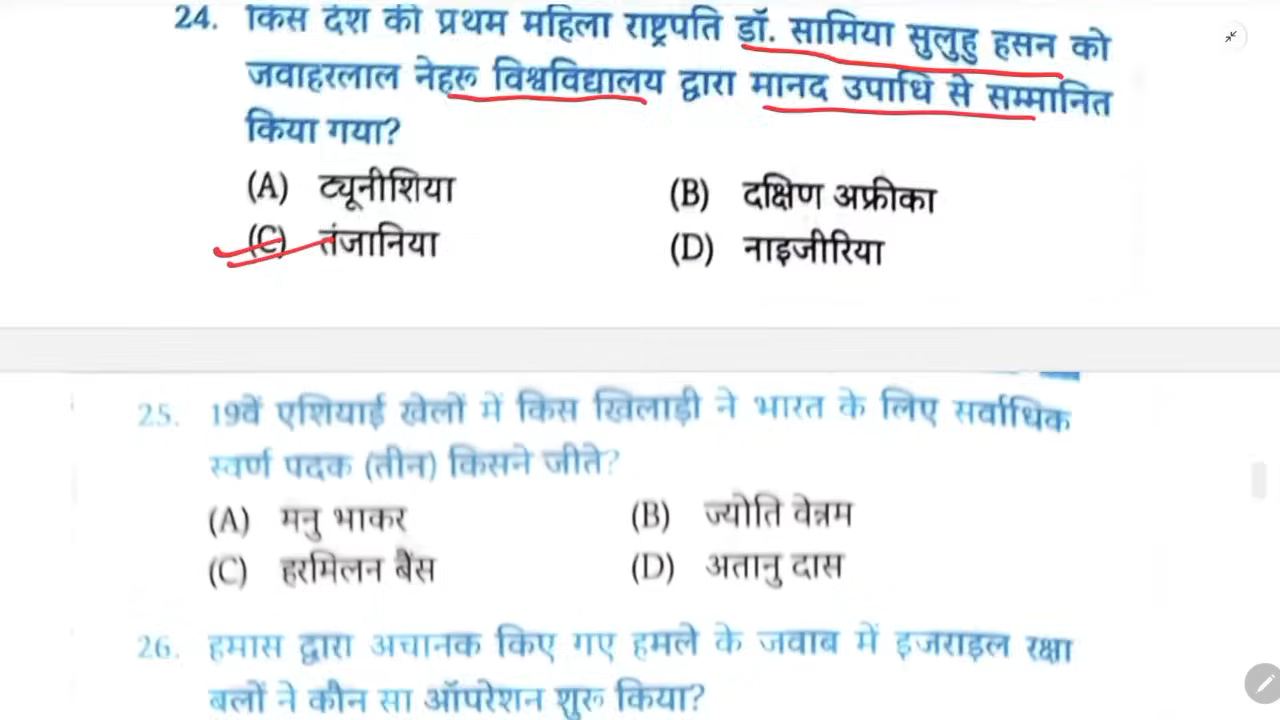 24. किस देश की प्रथम महिला राष्ट्रपति डॉ. सामिया सुलुहु हसन को
जवाहरलाल नेहरू विश्वविद्यालय द्वारा मानद उपाधि से सम्मानित
किया गया?
(A) ट्यूनीशिया (B) दक्षिण अफ्रीका
(C) तंजानिया (D) नाइजीरिया
25. 19वें एशियाई खेलों में किस खिलाड़ी ने भारत के लिए सर्वाधिक
स्वर्ण पदक (तीन) किसने जीते?
(A) मनु भाकर (B) ज्योति वेन्नम
(C) हरमिलन बैंस (D) अतानु दास
26. हमास द्वारा अचानक किए गए हमले के जवाब में इजराइल रक्षा
बलों ने कौन सा ऑपरेशन शुरू किया?